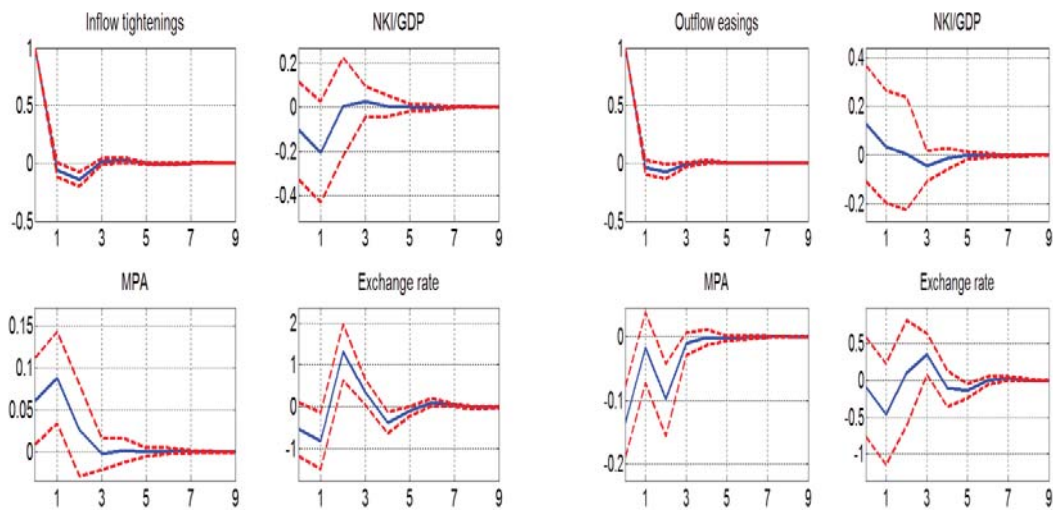 Inflow tightenings
1
0.5
0
-0.5
1 3 5 7 9
NKI/GDP
0.2
0
-0.2
-0.4
1 3 5 7 9
Outflow easings
1
0.5
0
-0.5
1 3 5 7 9
NKI/GDP
0.4
0.2
0
-0.2
1 3 5 7 9
MPA
0.15
0.1
0.05
0
1 3 5 7 9
Exchange rate
2
1
0
-1
1 3 5 7 9
MPA
0
-0.1
-0.2
1 3 5 7 9
Exchange rate
0.5
0
-0.5
-1
1 3 5 7 9